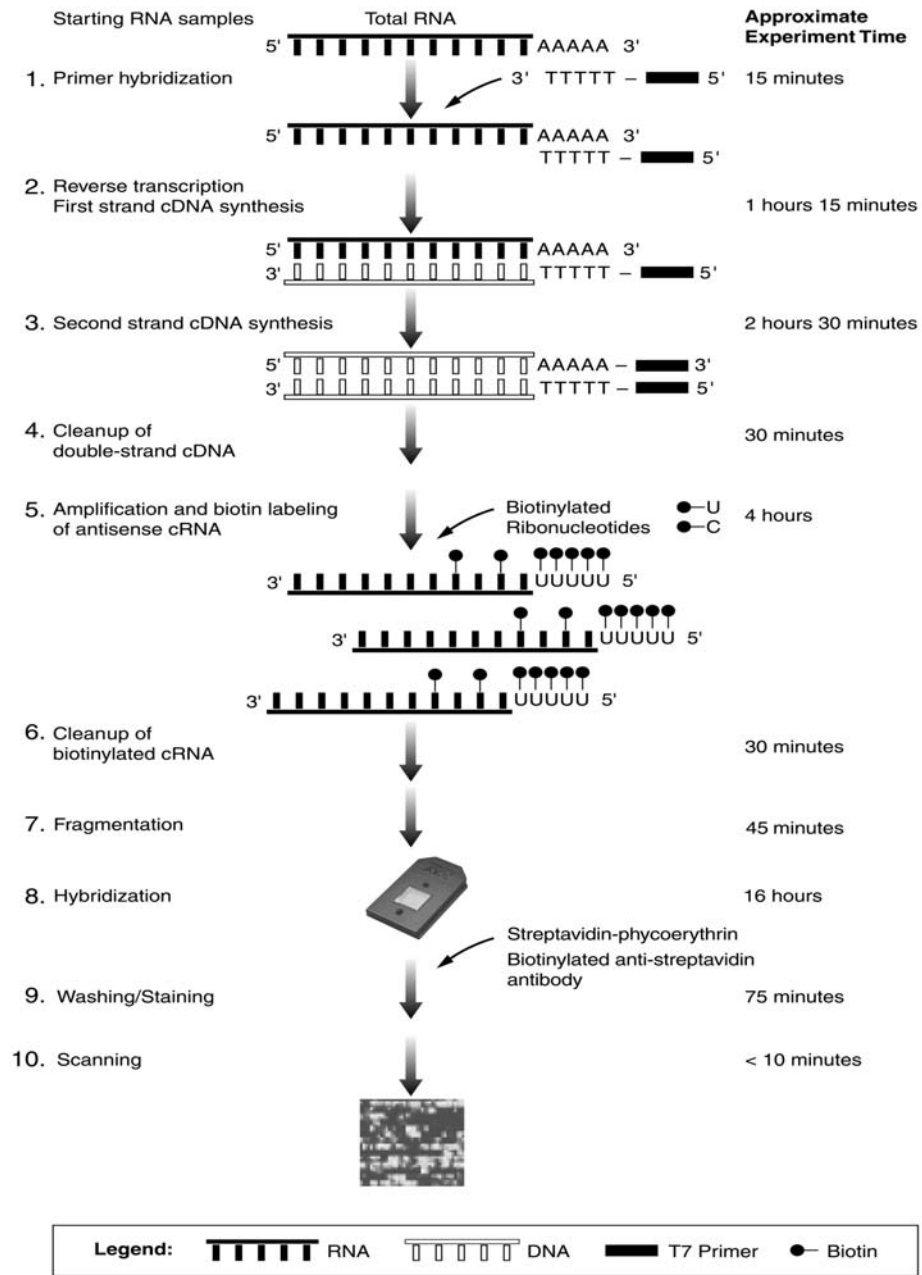 Starting RNA samples
Total RNA
Approximate
Experiment Time
5' AAAAA 3'
1. Primer hybridization
3' TTTTT – 5'
15 minutes
5' AAAAA 3'
TTTTT – 5'
2. Reverse transcription
First strand cDNA synthesis
1 hours 15 minutes
5' AAAAA 3'
3' TTTTT – 5'
3. Second strand cDNA synthesis
2 hours 30 minutes
5' AAAAA – 3'
3' TTTTT – 5'
4. Cleanup of
double-strand cDNA
30 minutes
5. Amplification and biotin labeling
of antisense cRNA
Biotinylated
Ribonucleotides
U
C
4 hours
3' UUUUU 5'
3' UUUUU 5'
3' UUUUU 5'
6. Cleanup of
biotinylated cRNA
30 minutes
7. Fragmentation
45 minutes
8. Hybridization
16 hours
Streptavidin-phycoerythrin
Biotinylated anti-streptavidin
antibody
9. Washing/Staining
75 minutes
10. Scanning
< 10 minutes
Legend: RNA DNA T7 Primer Biotin